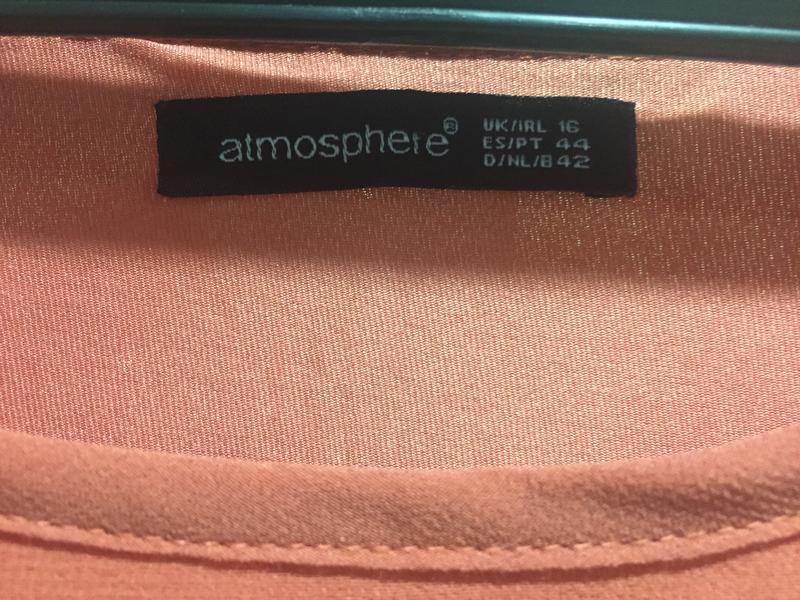 atmosphere®
UK/IRL 16
ES/PT 44
D/NL/B 42